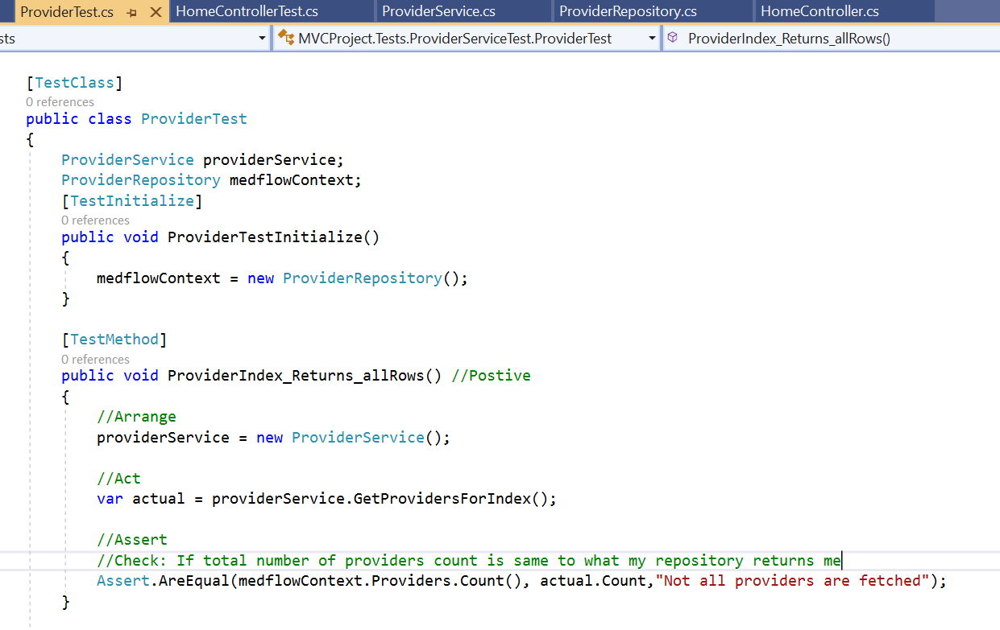 ProviderTest.cs HomeControllerTest.cs ProviderService.cs ProviderRepository.cs HomeController.cs
sts MVCProject.Tests.ProviderServiceTest.ProviderTest ProviderIndex_Returns_allRows()
[TestClass]
0 references
public class ProviderTest
{
ProviderService providerService;
ProviderRepository medflowContext;
[TestInitialize]
0 references
public void ProviderTestInitialize()
{
medflowContext = new ProviderRepository();
}
[TestMethod]
0 references
public void ProviderIndex_Returns_allRows() //Postive
{
//Arrange
providerService = new ProviderService();
//Act
var actual = providerService.GetProvidersForIndex();
//Assert
//Check: If total number of providers count is same to what my repository returns me
Assert.AreEqual(medflowContext.Providers.Count(), actual.Count,"Not all providers are fetched");
}